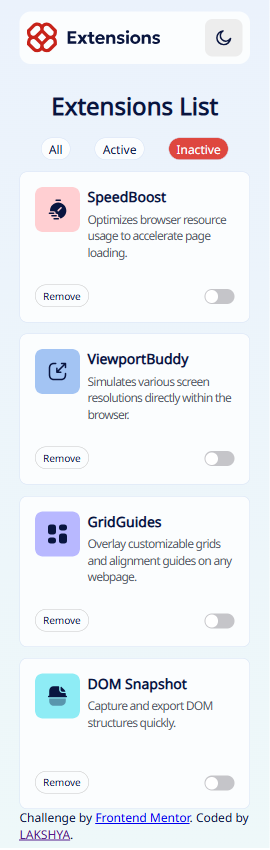 Extensions
Extensions List
All Active Inactive
SpeedBoost
Optimizes browser resource
usage to accelerate page
loading.
Remove
ViewportBuddy
Simulates various screen
resolutions directly within the
browser.
Remove
GridGuides
Overlay customizable grids
and alignment guides on any
webpage.
Remove
DOM Snapshot
Capture and export DOM
structures quickly.
Remove
Challenge by Frontend Mentor. Coded by
LAKSHYA.